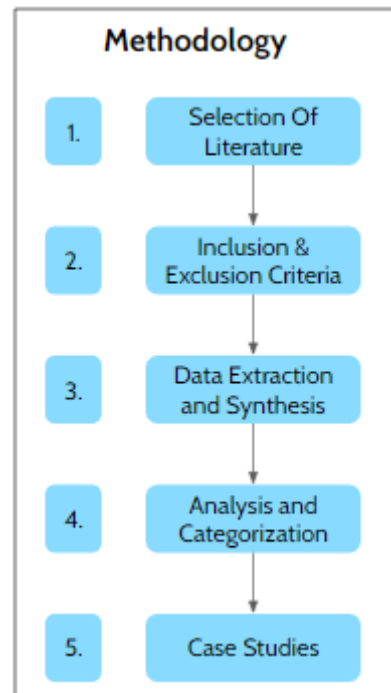 Methodology
1.
Selection Of
Literature
2.
Inclusion &
Exclusion Criteria
3.
Data Extraction
and Synthesis
4.
Analysis and
Categorization
5.
Case Studies